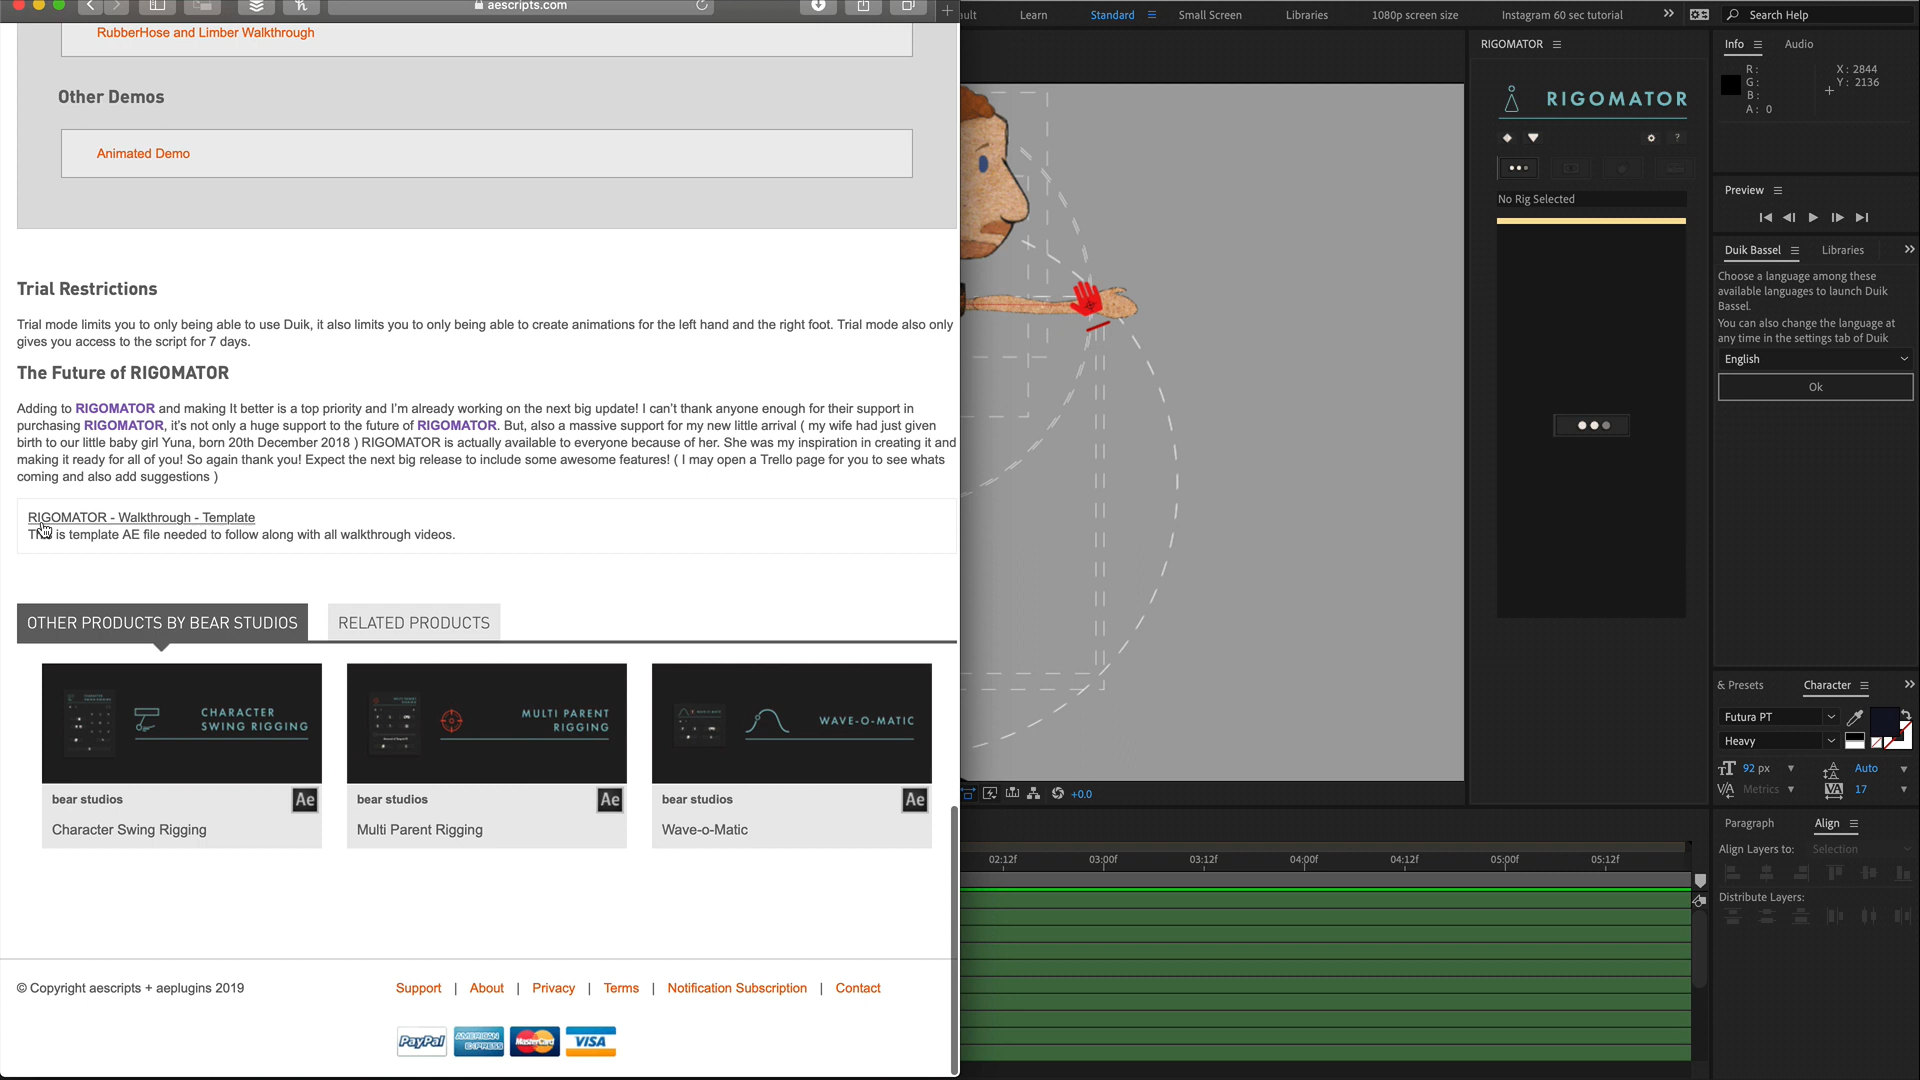 aescripts.com
RubberHose and Limber Walkthrough
Other Demos
Animated Demo
Trial Restrictions
Trial mode limits you to only being able to use Duik, it also limits you to only being able to create animations for the left hand and the right foot. Trial mode also only
gives you access to the script for 7 days.
The Future of RIGOMATOR
Adding to RIGOMATOR and making It better is a top priority and I'm already working on the next big update! I can't thank anyone enough for their support in
purchasing RIGOMATOR, it's not only a huge support to the future of RIGOMATOR. But, also a massive support for my new little arrival ( my wife had just given
birth to our little baby girl Yuna, born 20th December 2018 ) RIGOMATOR is actually available to everyone because of her. She was my inspiration in creating it and
making it ready for all of you! So again thank you! Expect the next big release to include some awesome features! ( I may open a Trello page for you to see whats
coming and also add suggestions )
RIGOMATOR - Walkthrough - Template
is template AE file needed to follow along with all walkthrough videos.
OTHER PRODUCTS BY BEAR STUDIOS
RELATED PRODUCTS
CHARACTER
SWING RIGGING
MULTI PARENT
RIGGING
WAVE-O-MATIC
bear studios
Ae
Character Swing Rigging
bear studios
Ae
Multi Parent Rigging
bear studios
Ae
Wave-o-Matic
© Copyright aescripts + aeplugins 2019
Support | About | Privacy | Terms | Notification Subscription | Contact
PayPal
AMERICAN EXPRESS
MasterCard
VISA
ault
Learn
Standard
Small Screen
Libraries
1080p screen size
Instagram 60 sec tutorial
Search Help
RIGOMATOR
RIGOMATOR
?
No Rig Selected
Info
Audio
R:
G:
B:
A: 0
X: 2844
Y: 2136
Preview
Duik Bassel
Libraries
Choose a language among these
available languages to launch Duik
Bassel.
You can also change the language at
any time in the settings tab of Duik
English
Ok
& Presets
Character
Futura PT
Heavy
92 px
Auto
Metrics
17
Paragraph
Align
Align Layers to:
Selection
Distribute Layers:
+0.0
02:12f
03:00f
03:12f
04:00f
04:12f
05:00f
05:12f